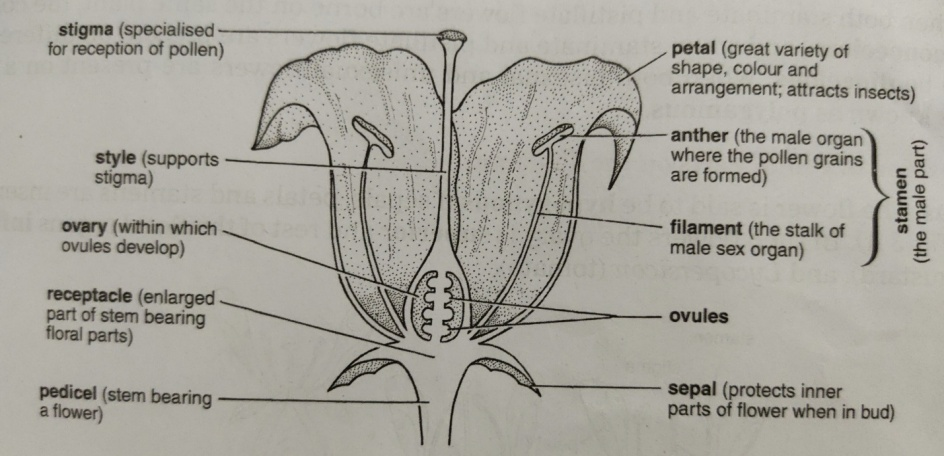 stigma (specialised
for reception of pollen)
style (supports
stigma)
ovary (within which
ovules develop)
receptacle (enlarged
part of stem bearing
floral parts)
pedicel (stem bearing
a flower)
petal (great variety of
shape, colour and
arrangement; attracts insects)
anther (the male organ
where the pollen grains
are formed)
filament (the stalk of
male sex organ)
stamen
(the male part)
ovules
sepal (protects inner
parts of flower when in bud)